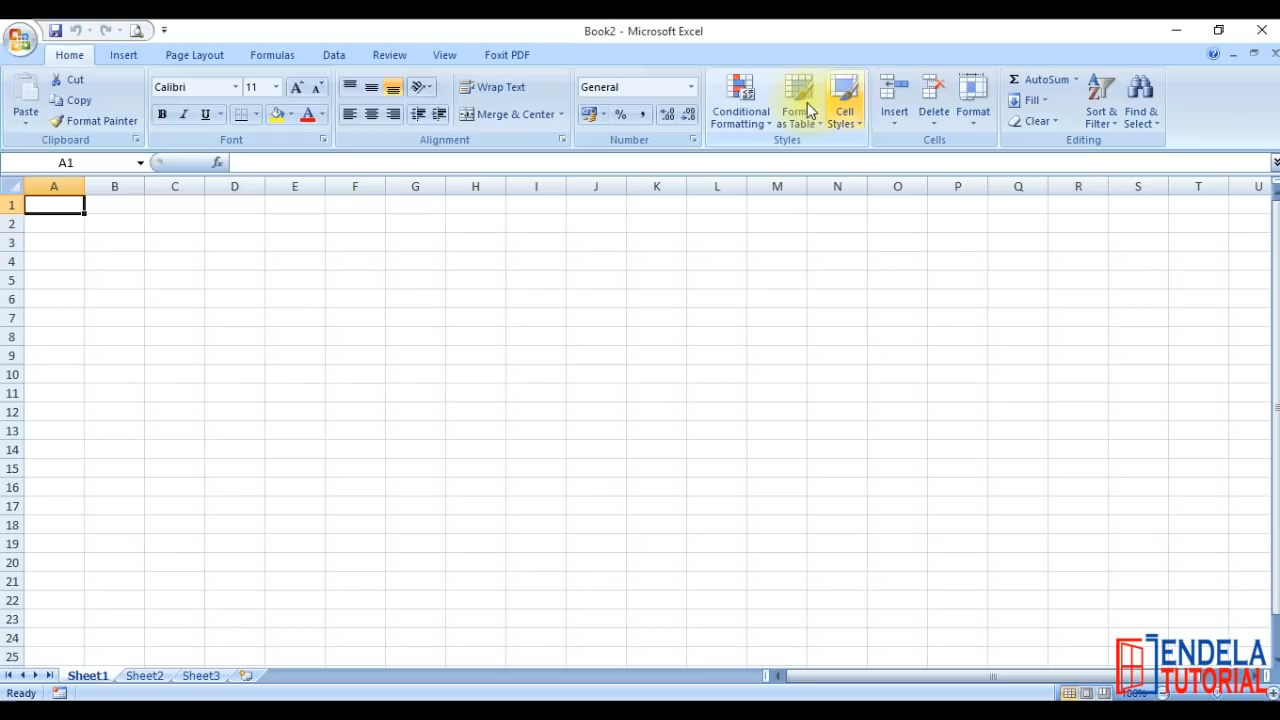 Book2 - Microsoft Excel
Home Insert Page Layout Formulas Data Review View Foxit PDF
Paste
Cut
Copy
Format Painter
Clipboard
Calibri 11
B I U A
Font
Wrap Text
Merge & Center
Alignment
General
% ,
Number
Conditional Formatting
as Table
Cell Styles
Styles
Insert Delete Format
Cells
Σ AutoSum
Fill
Clear
Sort & Filter
Find & Select
Editing
A1 fx
A B C D E F G H I J K L M N O P Q R S T U
1
2
3
4
5
6
7
8
9
10
11
12
13
14
15
16
17
18
19
20
21
22
23
24
25
Sheet1 Sheet2 Sheet3
Ready
100%
JENDELA
TUTORIAL